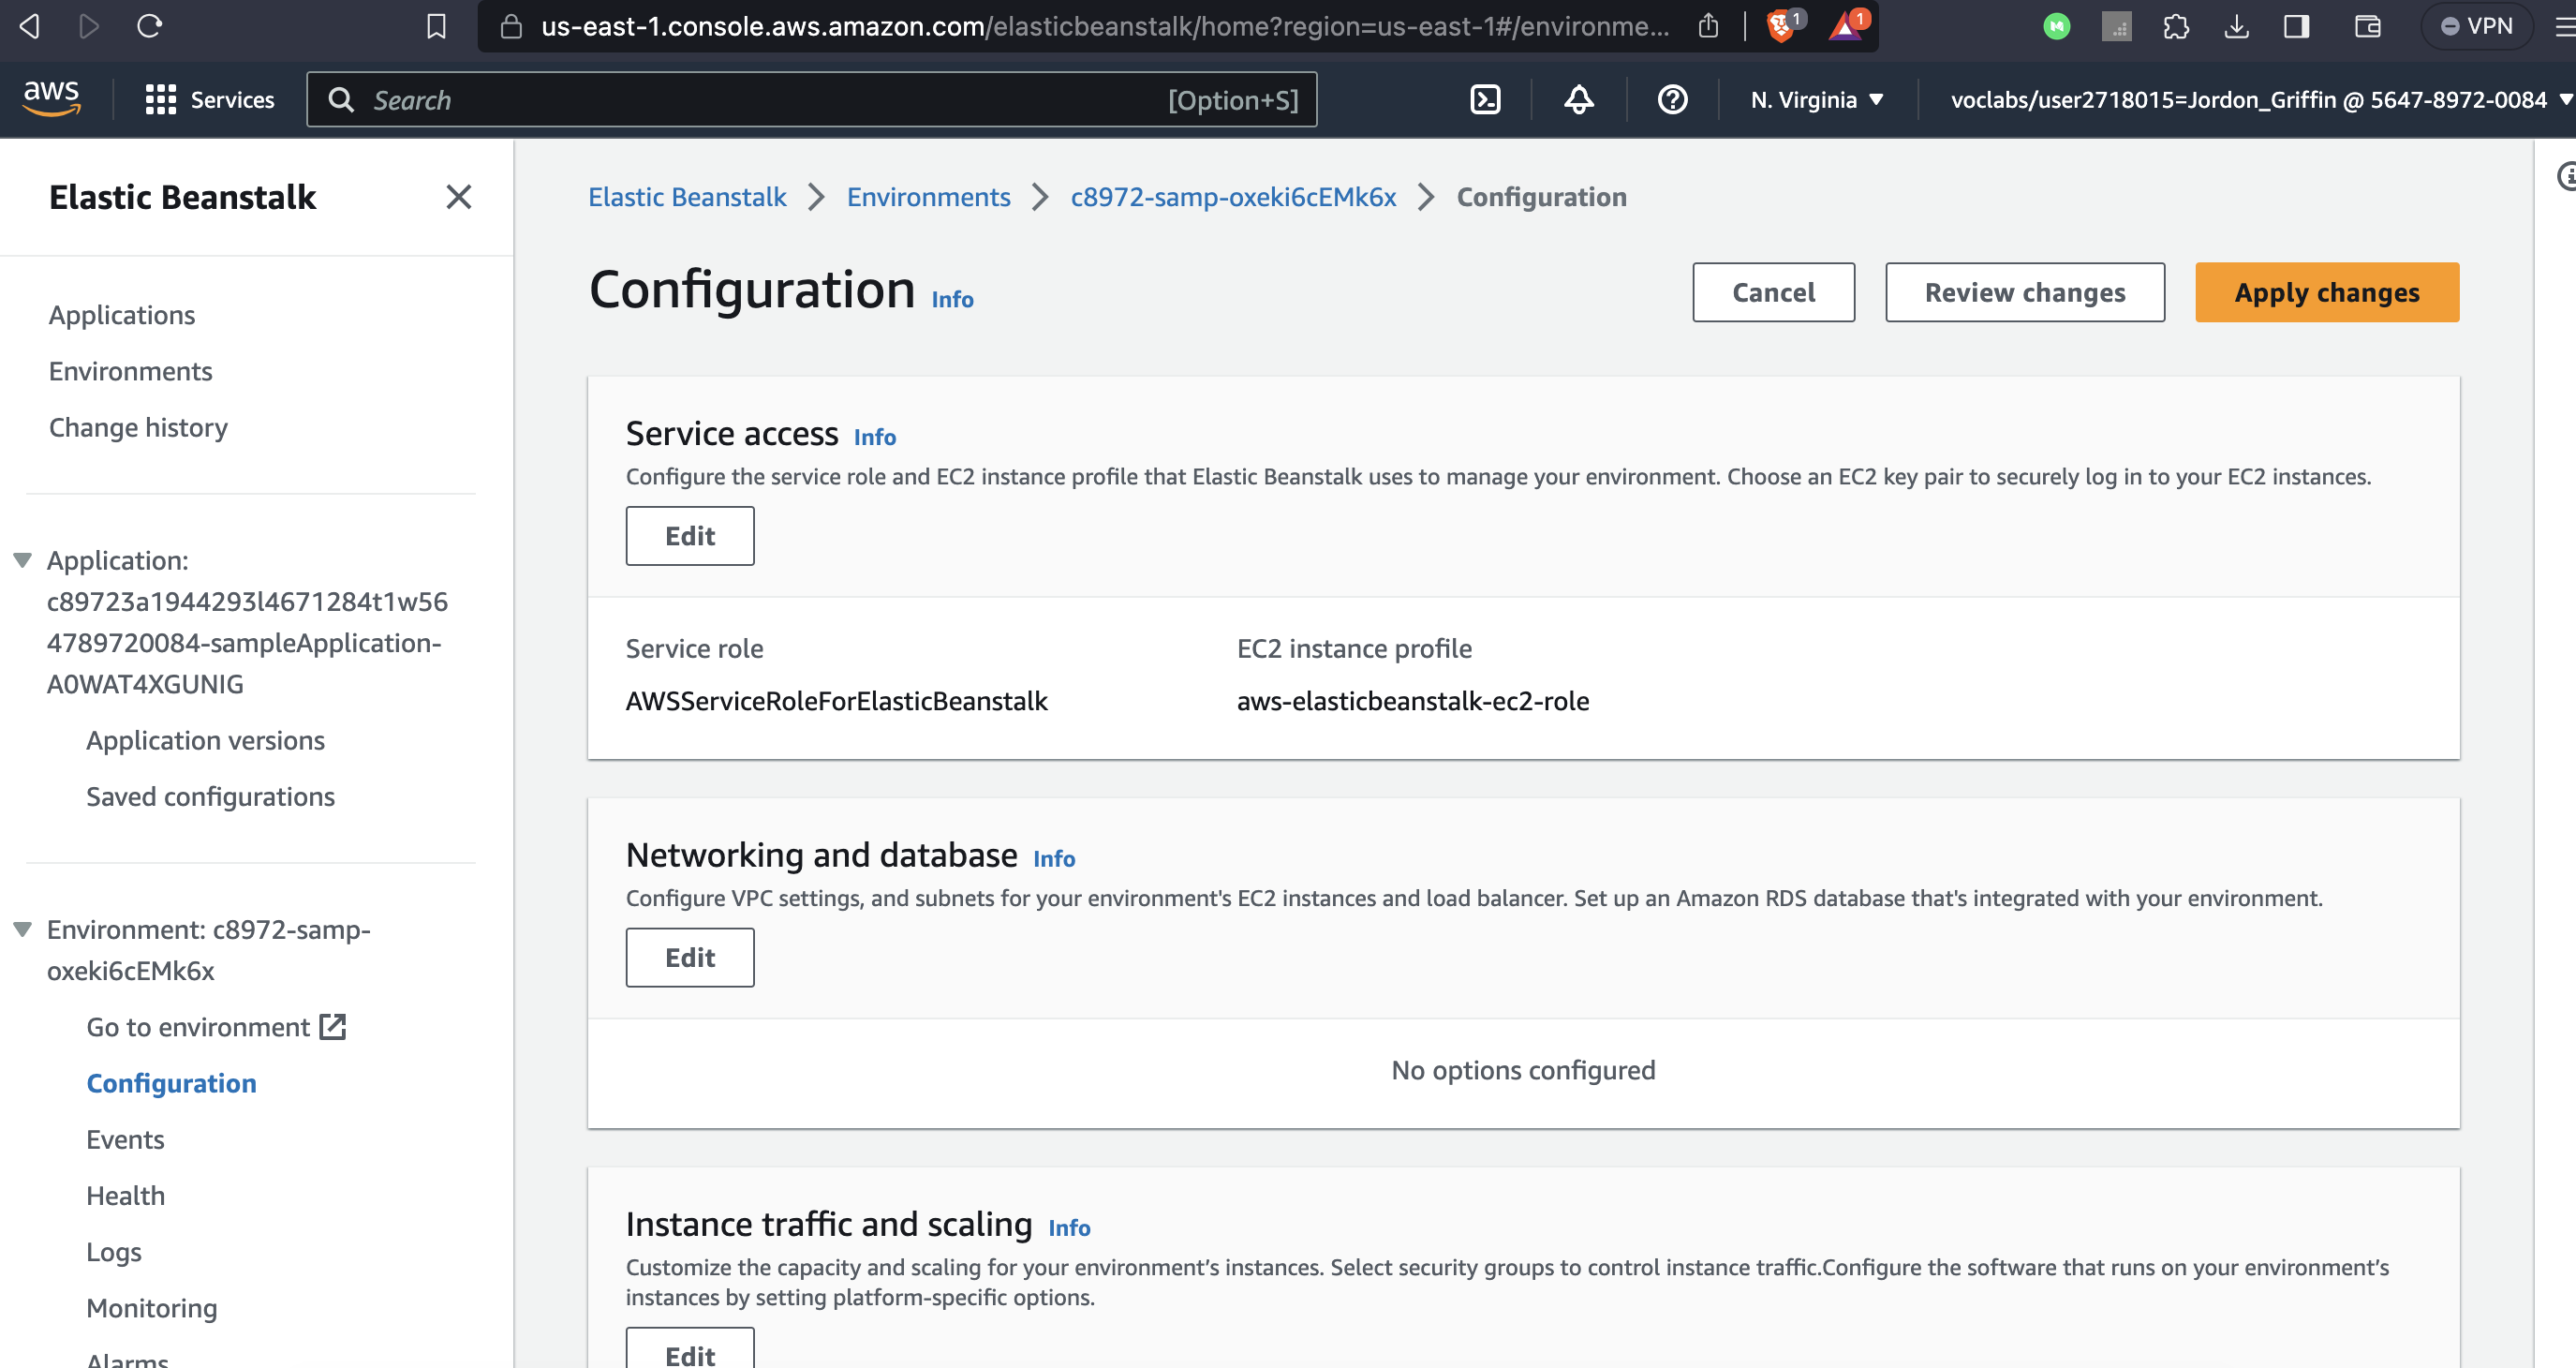 us-east-1.console.aws.amazon.com/elasticbeanstalk/home?region=us-east-1#/environme...
1
1
VPN
aws
Services
Search
[Option+S]
N. Virginia
voclabs/user2718015=Jordon_Griffin @ 5647-8972-0084
Elastic Beanstalk
Applications
Environments
Change history
Application:
c89723a1944293l4671284t1w56
4789720084-sampleApplication-
A0WAT4XGUNIG
Application versions
Saved configurations
Environment: c8972-samp-
oxeki6cEMk6x
Go to environment
Configuration
Events
Health
Logs
Monitoring
Alarms
Elastic Beanstalk > Environments > c8972-samp-oxeki6cEMk6x > Configuration
Configuration Info
Cancel
Review changes
Apply changes
Service access Info
Configure the service role and EC2 instance profile that Elastic Beanstalk uses to manage your environment. Choose an EC2 key pair to securely log in to your EC2 instances.
Edit
Service role
AWSServiceRoleForElasticBeanstalk
EC2 instance profile
aws-elasticbeanstalk-ec2-role
Networking and database Info
Configure VPC settings, and subnets for your environment's EC2 instances and load balancer. Set up an Amazon RDS database that's integrated with your environment.
Edit
No options configured
Instance traffic and scaling Info
Customize the capacity and scaling for your environment’s instances. Select security groups to control instance traffic.Configure the software that runs on your environment’s
instances by setting platform-specific options.
Edit